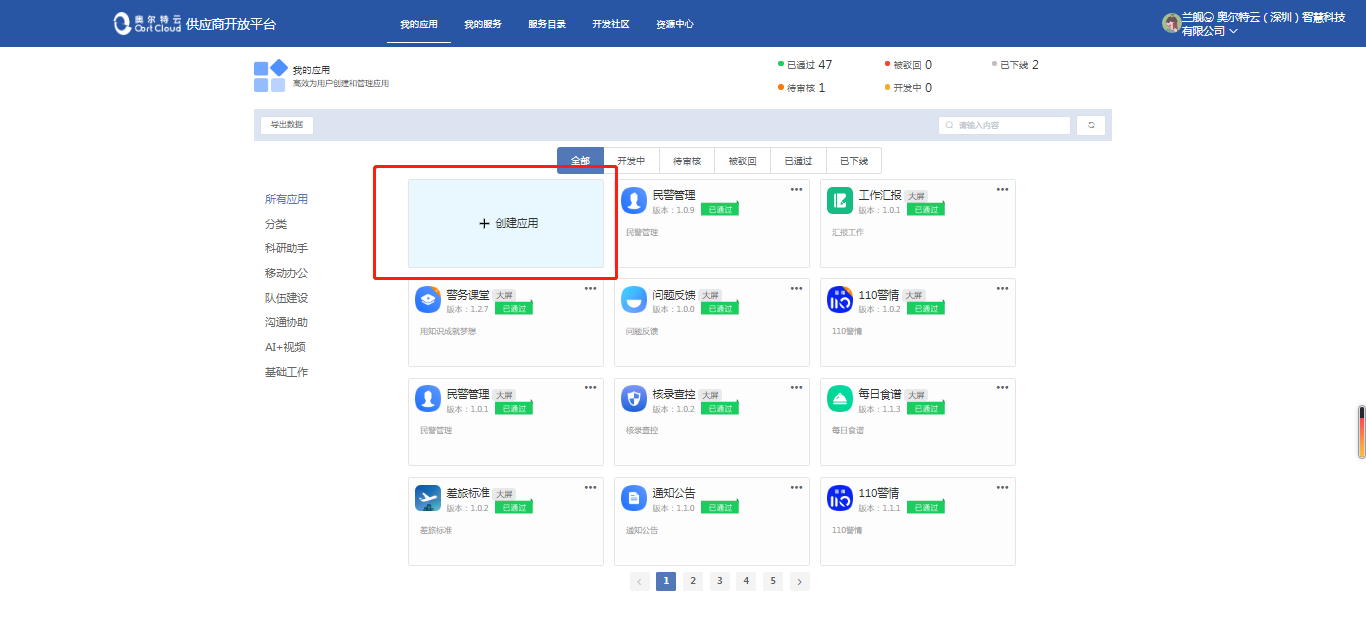 奥尔特云 Oort Cloud 供应商开放平台
我的应用 我的服务 服务目录 开发社区 资源中心
兰舰 奥尔特云（深圳）智慧科技
有限公司
我的应用
高效为用户创建和管理应用
已通过 47 被驳回 0 已下线 2
待审核 1 开发中 0
导出数据
请输入内容
全部 开发中 待审核 被驳回 已通过 已下线
所有应用
分类
科研助手
移动办公
队伍建设
沟通协助
AI+视频
基础工作
+ 创建应用
民警管理
版本：1.0.9 已通过
民警管理
工作汇报 大屏
版本：1.0.1 已通过
汇报工作
警务课堂 大屏
版本：1.2.7 已通过
用知识成就梦想
问题反馈 大屏
版本：1.0.0 已通过
问题反馈
110警情 大屏
版本：1.0.2 已通过
110警情
民警管理 大屏
版本：1.0.1 已通过
民警管理
核录查控 大屏
版本：1.0.2 已通过
核录查控
每日食谱 大屏
版本：1.1.3 已通过
每日食谱
差旅标准 大屏
版本：1.0.2 已通过
差旅标准
通知公告
版本：1.1.0 已通过
通知公告
110警情
版本：1.1.1 已通过
110警情
< 1 2 3 4 5 >